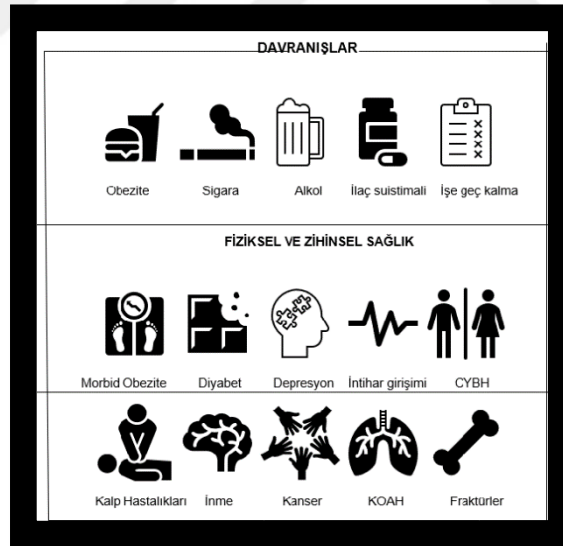 DAVRANIŞLAR
Obezite Sigara Alkol İlaç suistimali İşe geç kalma
FİZİKSEL VE ZİHİNSEL SAĞLIK
Morbid Obezite Diyabet Depresyon İntihar girişimi CYBH
Kalp Hastalıkları İnme Kanser KOAH Fraktürler